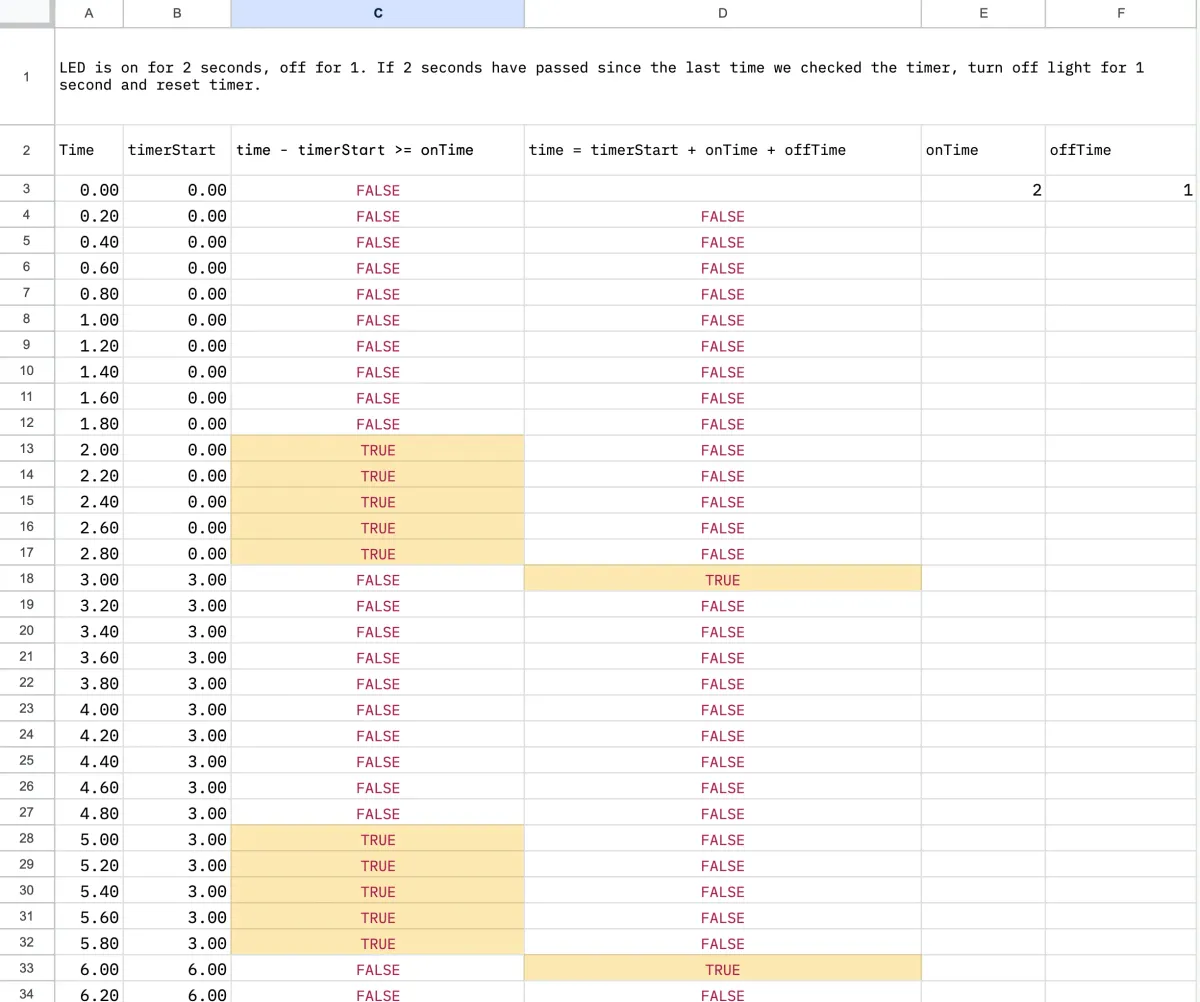 A B C D E F
1 LED is on for 2 seconds, off for 1. If 2 seconds have passed since the last time we checked the timer, turn off light for 1
second and reset timer.
2 Time timerStart time - timerStart >= onTime time = timerStart + onTime + offTime onTime offTime
3 0.00 0.00 FALSE 2 1
4 0.20 0.00 FALSE FALSE
5 0.40 0.00 FALSE FALSE
6 0.60 0.00 FALSE FALSE
7 0.80 0.00 FALSE FALSE
8 1.00 0.00 FALSE FALSE
9 1.20 0.00 FALSE FALSE
10 1.40 0.00 FALSE FALSE
11 1.60 0.00 FALSE FALSE
12 1.80 0.00 FALSE FALSE
13 2.00 0.00 TRUE FALSE
14 2.20 0.00 TRUE FALSE
15 2.40 0.00 TRUE FALSE
16 2.60 0.00 TRUE FALSE
17 2.80 0.00 TRUE FALSE
18 3.00 3.00 FALSE TRUE
19 3.20 3.00 FALSE FALSE
20 3.40 3.00 FALSE FALSE
21 3.60 3.00 FALSE FALSE
22 3.80 3.00 FALSE FALSE
23 4.00 3.00 FALSE FALSE
24 4.20 3.00 FALSE FALSE
25 4.40 3.00 FALSE FALSE
26 4.60 3.00 FALSE FALSE
27 4.80 3.00 FALSE FALSE
28 5.00 3.00 TRUE FALSE
29 5.20 3.00 TRUE FALSE
30 5.40 3.00 TRUE FALSE
31 5.60 3.00 TRUE FALSE
32 5.80 3.00 TRUE FALSE
33 6.00 6.00 FALSE TRUE
34 6.20 6.00 FALSE FALSE